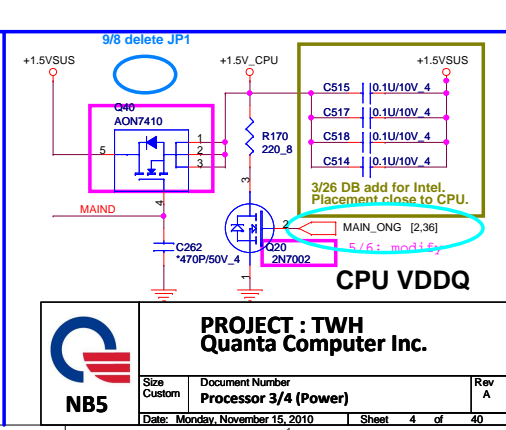 9/8 delete JP1
+1.5VSUS
+1.5V_CPU
+1.5VSUS
Q40
AON7410
5
1
2
3
4
MAIND
C262
*470P/50V_4
R170
220_8
3
2
1
Q20
2N7002
C515 0.1U/10V_4
C517 0.1U/10V_4
C518 0.1U/10V_4
C514 0.1U/10V_4
3/26 DB add for Intel.
Placement close to CPU.
MAIN_ONG [2,36]
5/6: modify
CPU VDDQ
NB5
PROJECT : TWH
Quanta Computer Inc.
Size
Custom
Document Number
Processor 3/4 (Power)
Rev
A
Date: Monday, November 15, 2010
Sheet 4 of 40